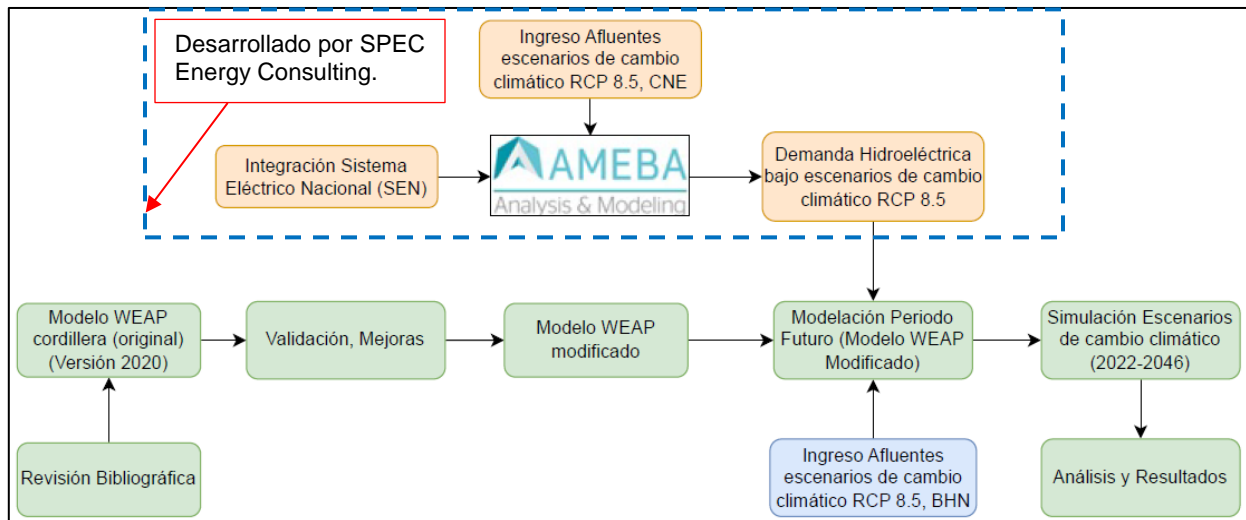 Desarrollado por SPEC
Energy Consulting.
Ingreso Afluentes
escenarios de cambio
climático RCP 8.5, CNE
Integración Sistema
Eléctrico Nacional (SEN)
AMEBA
Analysis & Modeling
Demanda Hidroeléctrica
bajo escenarios de cambio
climático RCP 8.5
Modelo WEAP
cordillera (original)
(Versión 2020)
Validación, Mejoras
Modelo WEAP
modificado
Modelación Periodo
Futuro (Modelo WEAP
Modificado)
Simulación Escenarios
de cambio climático
(2022-2046)
Revisión Bibliográfica
Ingreso Afluentes
escenarios de cambio
climático RCP 8.5, BHN
Análisis y Resultados